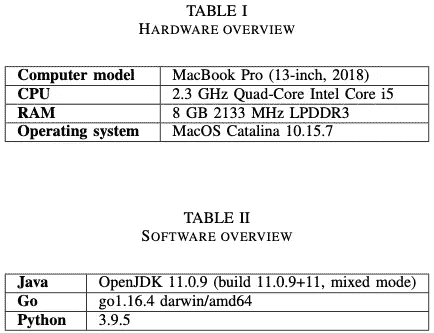 TABLE I
HARDWARE OVERVIEW
Computer model MacBook Pro (13-inch, 2018)
CPU 2.3 GHz Quad-Core Intel Core i5
RAM 8 GB 2133 MHz LPDDR3
Operating system MacOS Catalina 10.15.7
TABLE II
SOFTWARE OVERVIEW
Java OpenJDK 11.0.9 (build 11.0.9+11, mixed mode)
Go go1.16.4 darwin/amd64
Python 3.9.5